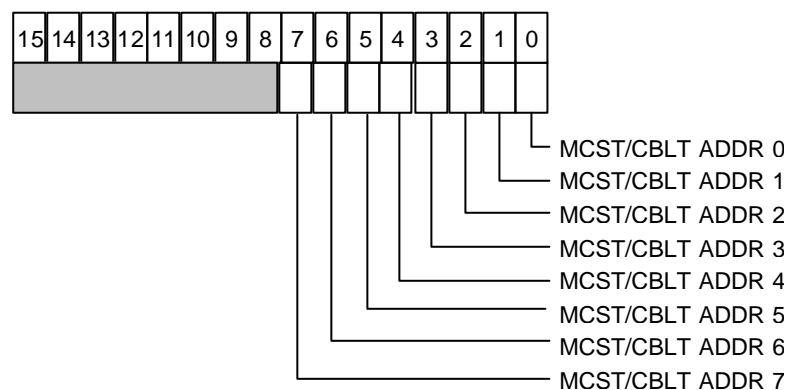 15 14 13 12 11 10 9 8 7 6 5 4 3 2 1 0
MCST/CBLT ADDR 0
MCST/CBLT ADDR 1
MCST/CBLT ADDR 2
MCST/CBLT ADDR 3
MCST/CBLT ADDR 4
MCST/CBLT ADDR 5
MCST/CBLT ADDR 6
MCST/CBLT ADDR 7